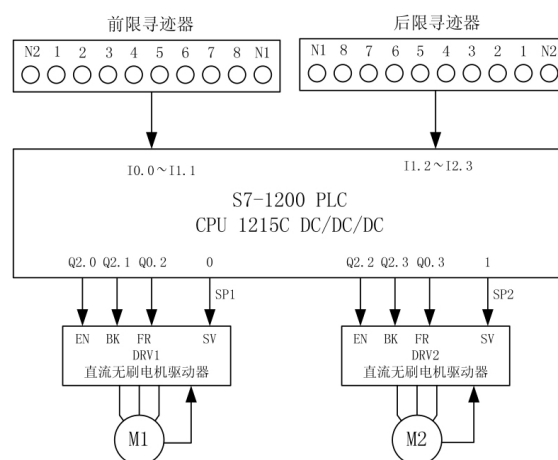 前限寻迹器 后限寻迹器
N2 1 2 3 4 5 6 7 8 N1 N1 8 7 6 5 4 3 2 1 N2
I0.0～I1.1 I1.2～I2.3
S7-1200 PLC
CPU 1215C DC/DC/DC
Q2.0 Q2.1 Q0.2 0 Q2.2 Q2.3 Q0.3 1
SP1 SP2
EN BK FR SV EN BK FR SV
DRV1 DRV2
直流无刷电机驱动器 直流无刷电机驱动器
M1 M2